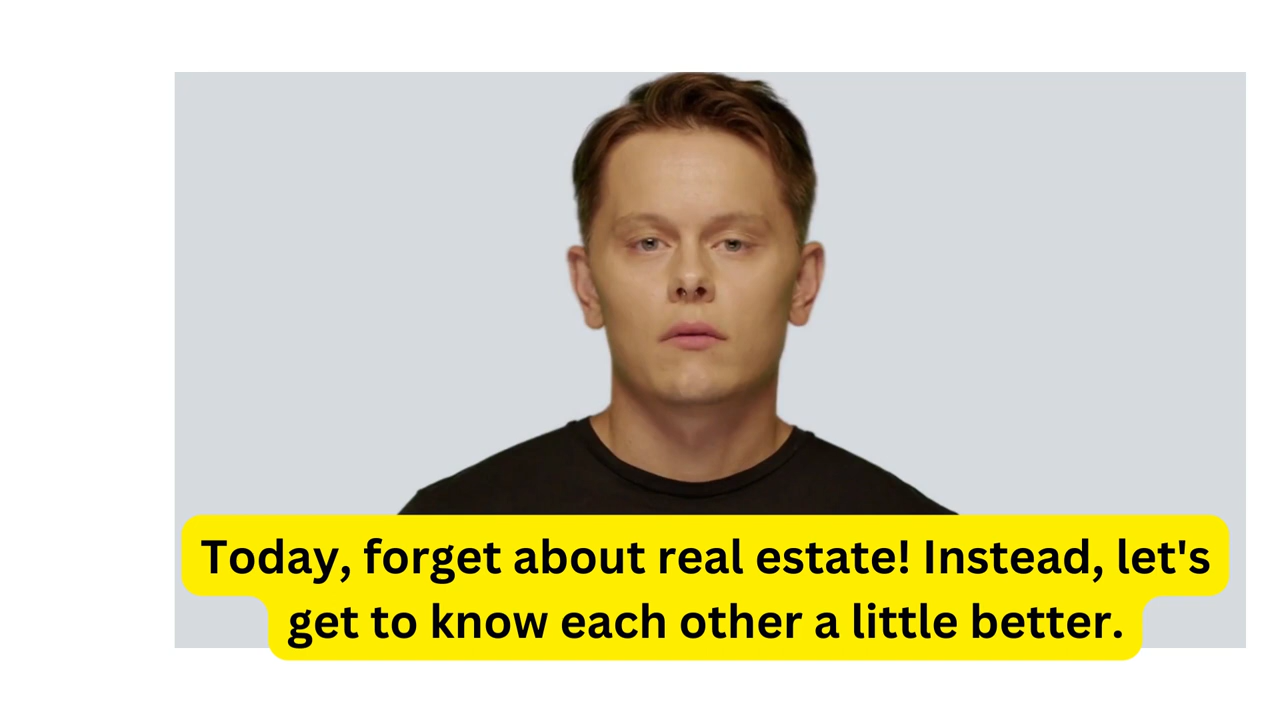 Today, forget about real estate! Instead, let's
get to know each other a little better.